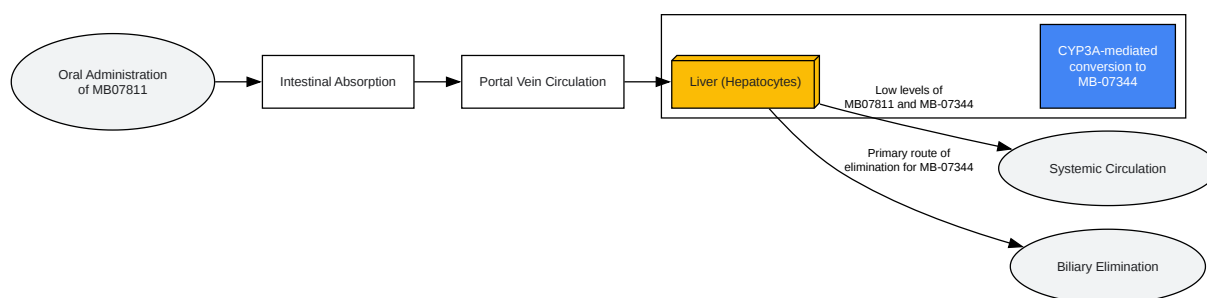 Oral Administration
of MB07811
Intestinal Absorption
Portal Vein Circulation
Liver (Hepatocytes)
CYP3A-mediated
conversion to
MB-07344
Low levels of
MB07811 and MB-07344
Primary route of
elimination for MB-07344
Systemic Circulation
Biliary Elimination